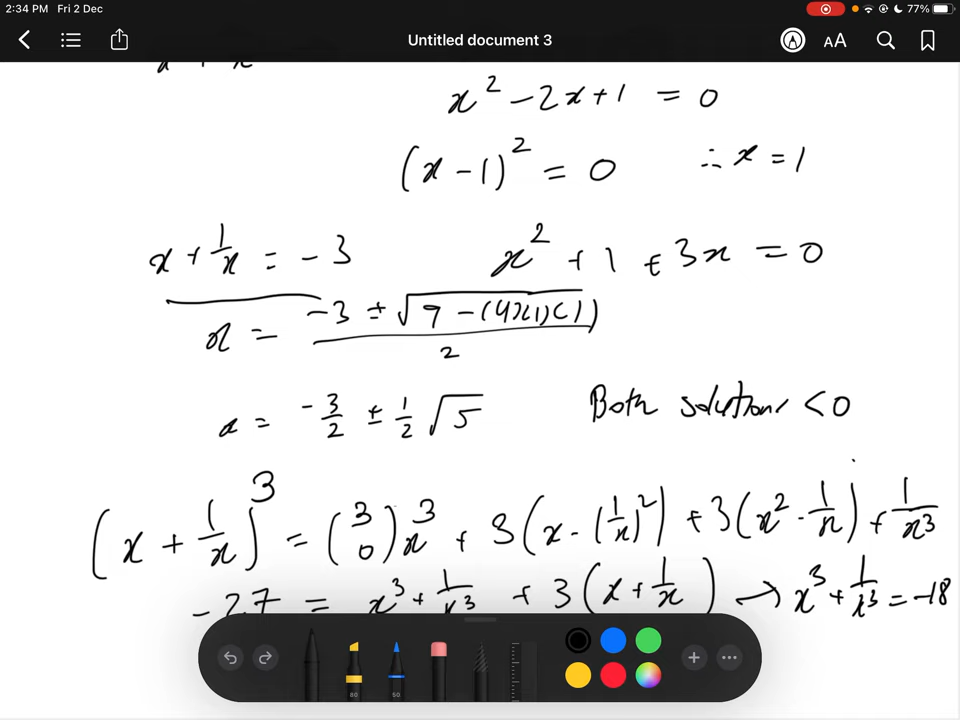 2:34 PM Fri 2 Dec 77%
Untitled document 3
AA
x² - 2x + 1 = 0
(x - 1)² = 0 ∴ x = 1
x + 1/x = -3 x² + 1 + 3x = 0
x = (-3 ± √(9 - (4)(1)(1)))/2
x = -3/2 ± 1/2 √5 Both solutions < 0
(x + 1/x)³ = (3 0) x³ + 3(x · (1/x)²) + 3(x² · 1/x) + 1/x³
-27 = x³ + 1/x³ + 3(x + 1/x) → x³ + 1/x³ = -18
80 50